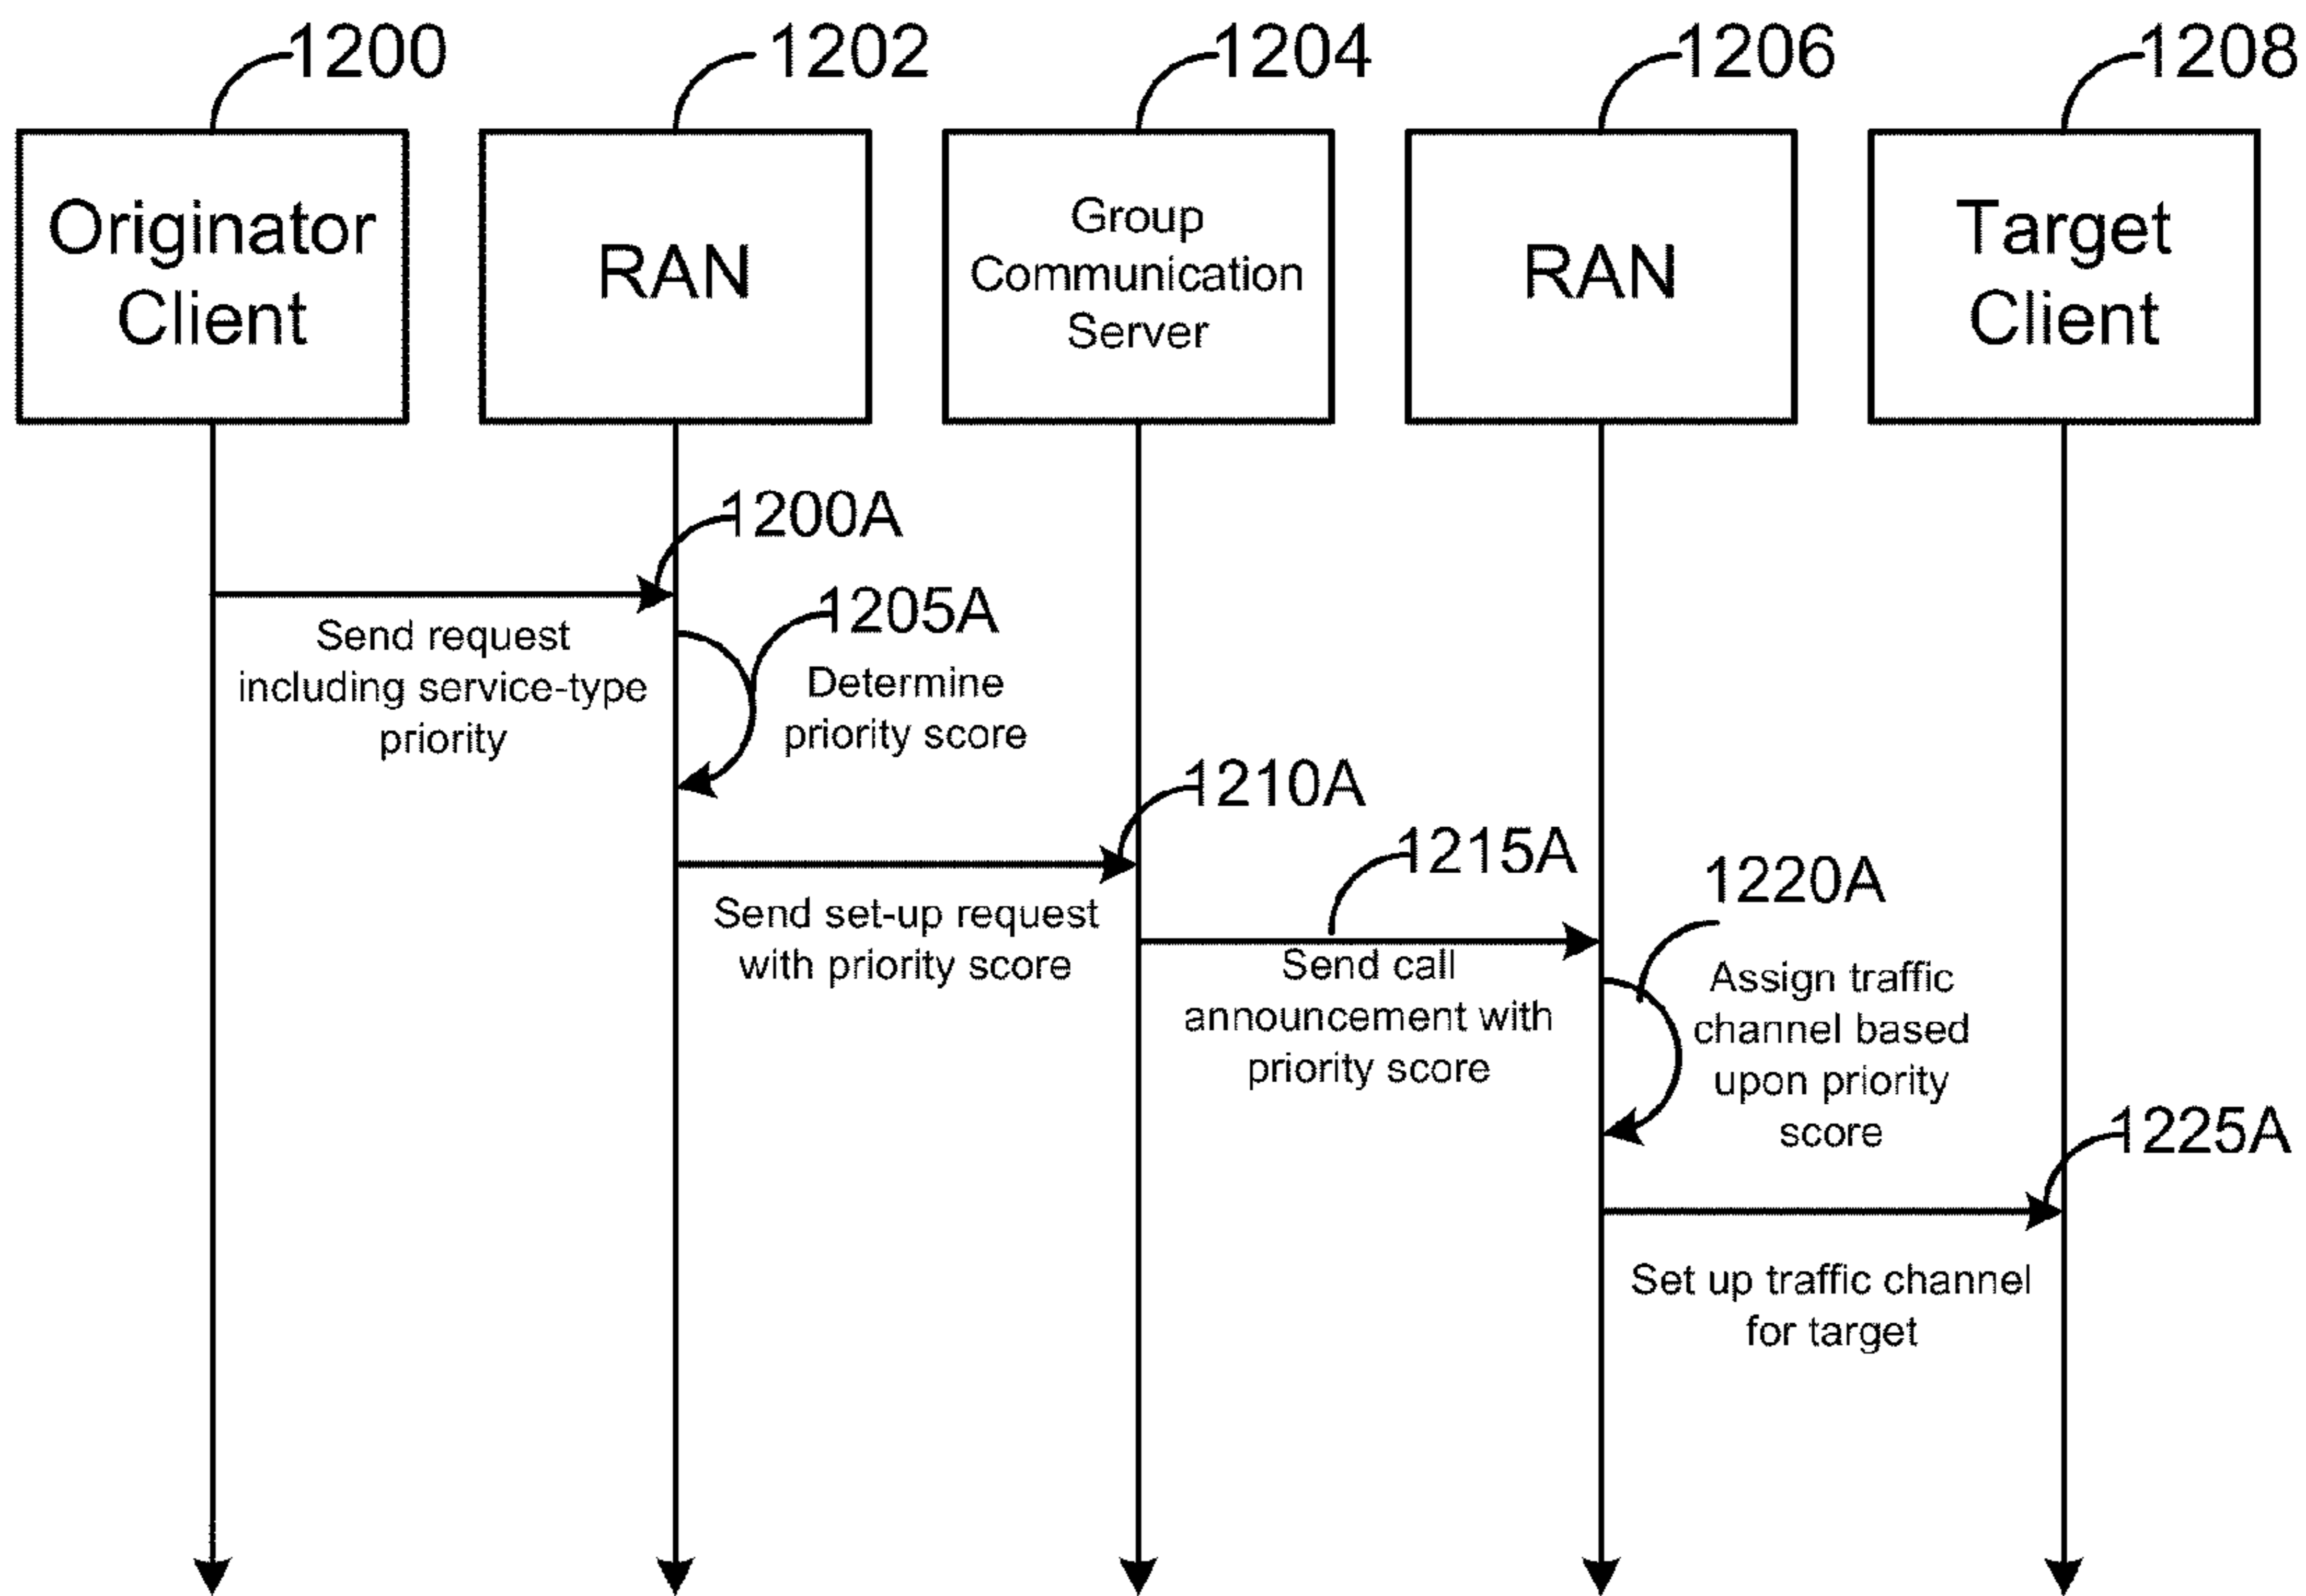 1200
1202
1204
1206
1208
Originator
Client
RAN
Group
Communication
Server
RAN
Target
Client
1200A
Send request
including service-type
priority
1205A
Determine
priority score
1210A
Send set-up request
with priority score
1215A
Send call
announcement with
priority score
1220A
Assign traffic
channel based
upon priority
score
1225A
Set up traffic channel
for target